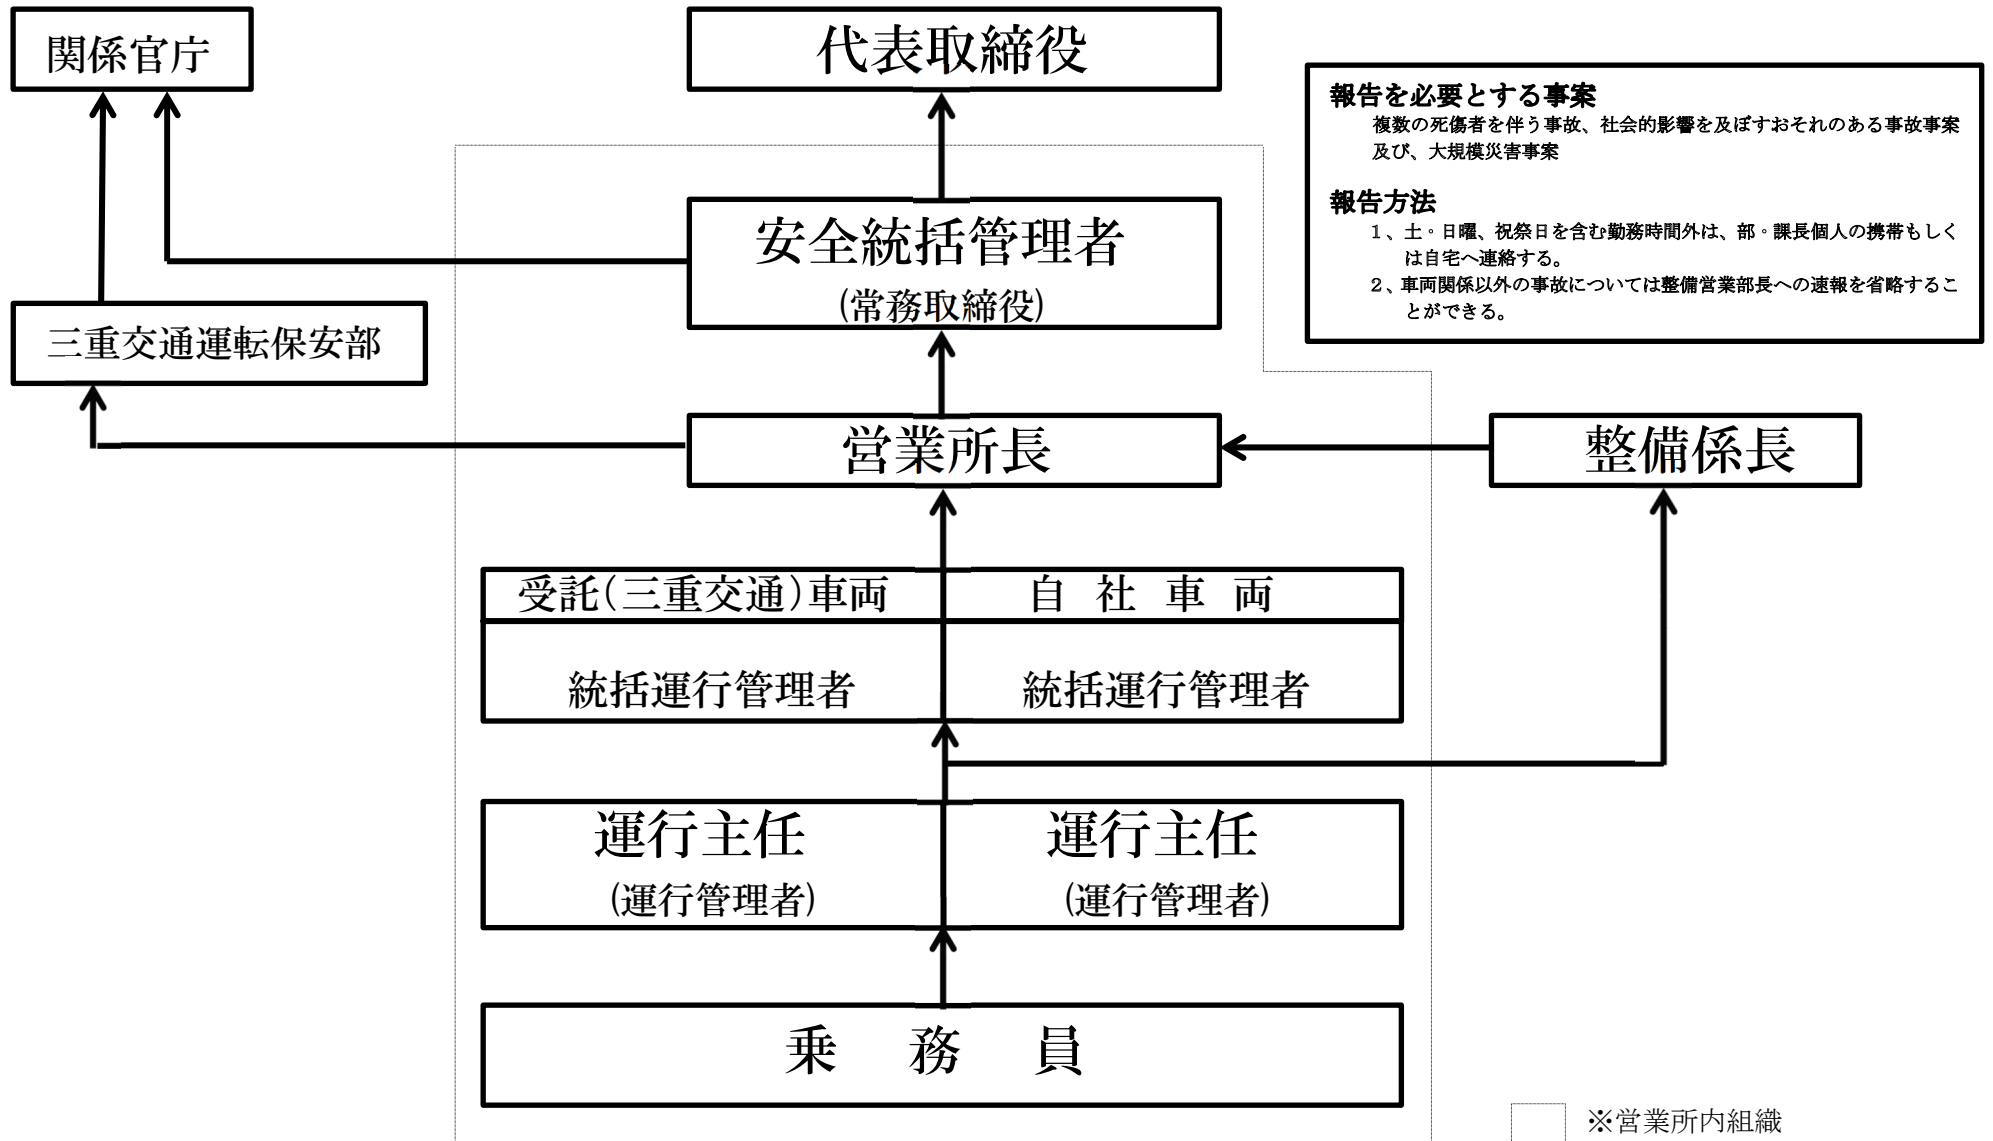 関係官庁
代表取締役
報告を必要とする事案
複数の死傷者を伴う事故、社会的影響を及ぼすおそれのある事故事案
及び、大規模災害事案
報告方法
１、土・日曜、祝祭日を含む勤務時間外は、部・課長個人の携帯もしく
は自宅へ連絡する。
２、車両関係以外の事故については整備営業部長への速報を省略するこ
とができる。
安全統括管理者
(常務取締役)
三重交通運転保安部
営業所長
整備係長
受託(三重交通)車両
自社車両
統括運行管理者
統括運行管理者
運行主任
(運行管理者)
運行主任
(運行管理者)
乗務員
※営業所内組織